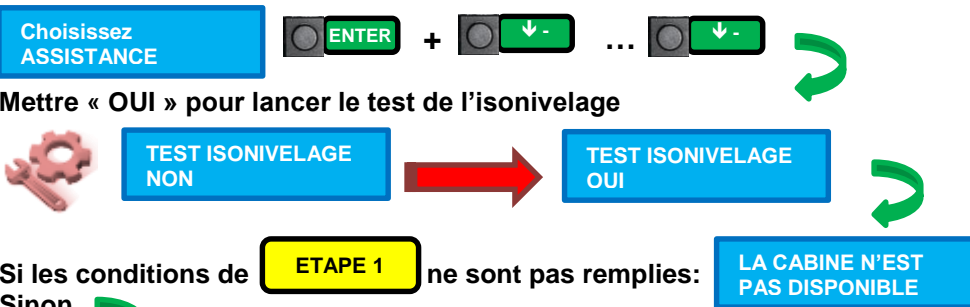 Choisissez
ASSISTANCE
ENTER + 🡻 - ... 🡻 -
Mettre « OUI » pour lancer le test de l'isonivelage
TEST ISONIVELAGE
NON
TEST ISONIVELAGE
OUI
Si les conditions de ETAPE 1 ne sont pas remplies:
LA CABINE N'EST
PAS DISPONIBLE
Sinon